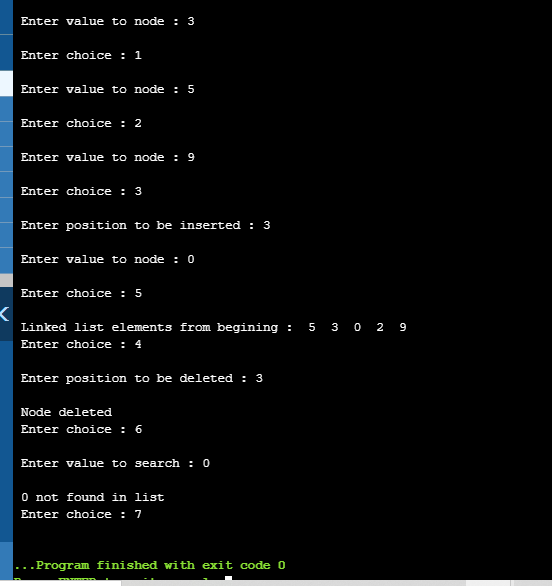 Enter value to node : 3
Enter choice : 1
Enter value to node : 5
Enter choice : 2
Enter value to node : 9
Enter choice : 3
Enter position to be inserted : 3
Enter value to node : 0
Enter choice : 5
Linked list elements from begining :  5  3  0  2  9
Enter choice : 4
Enter position to be deleted : 3
Node deleted
Enter choice : 6
Enter value to search : 0
0 not found in list
Enter choice : 7
...Program finished with exit code 0